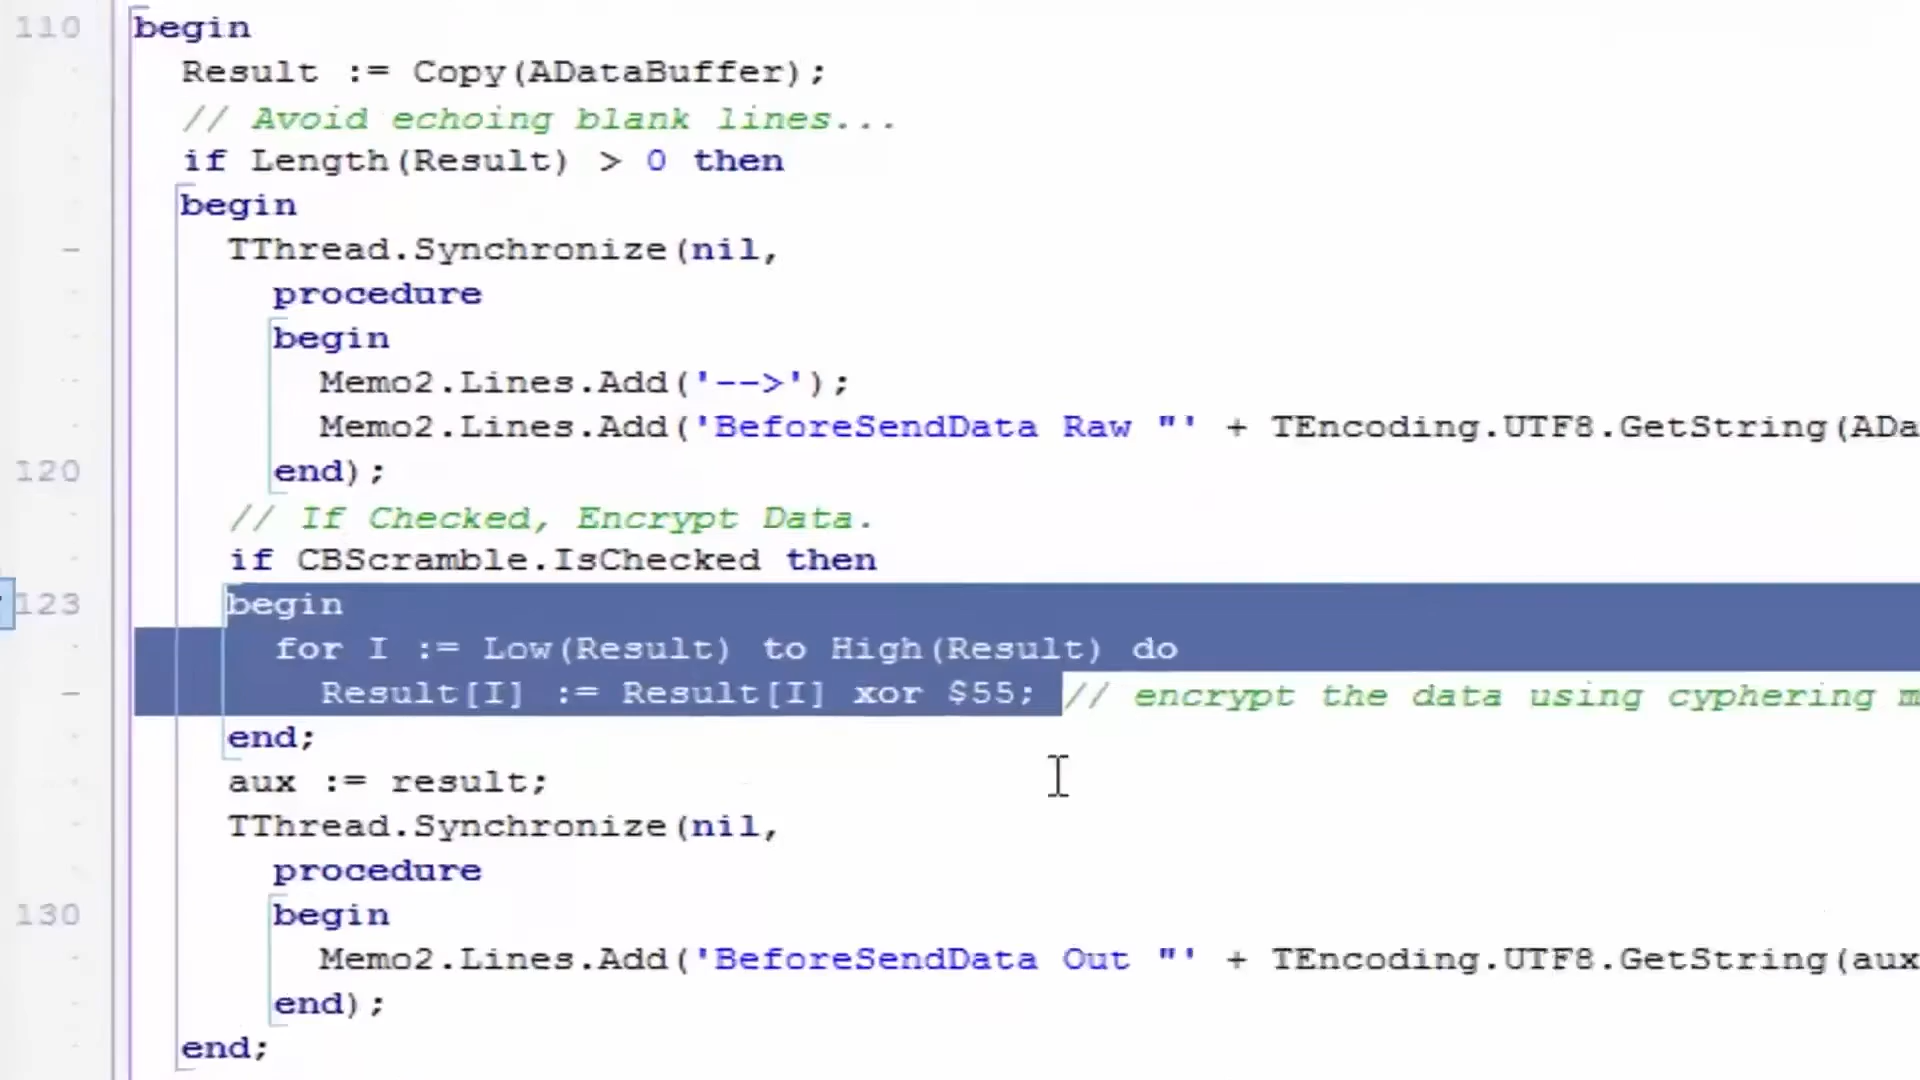 110 begin
Result := Copy(ADataBuffer);
// Avoid echoing blank lines...
if Length(Result) > 0 then
begin
TThread.Synchronize(nil,
procedure
begin
Memo2.Lines.Add('-->');
Memo2.Lines.Add('BeforeSendData Raw "' + TEncoding.UTF8.GetString(ADa
120 end);
// If Checked, Encrypt Data.
if CBScramble.IsChecked then
123 begin
for I := Low(Result) to High(Result) do
Result[I] := Result[I] xor $55; // encrypt the data using cyphering m
end;
aux := result;
TThread.Synchronize(nil,
procedure
130 begin
Memo2.Lines.Add('BeforeSendData Out "' + TEncoding.UTF8.GetString(aux
end);
end;